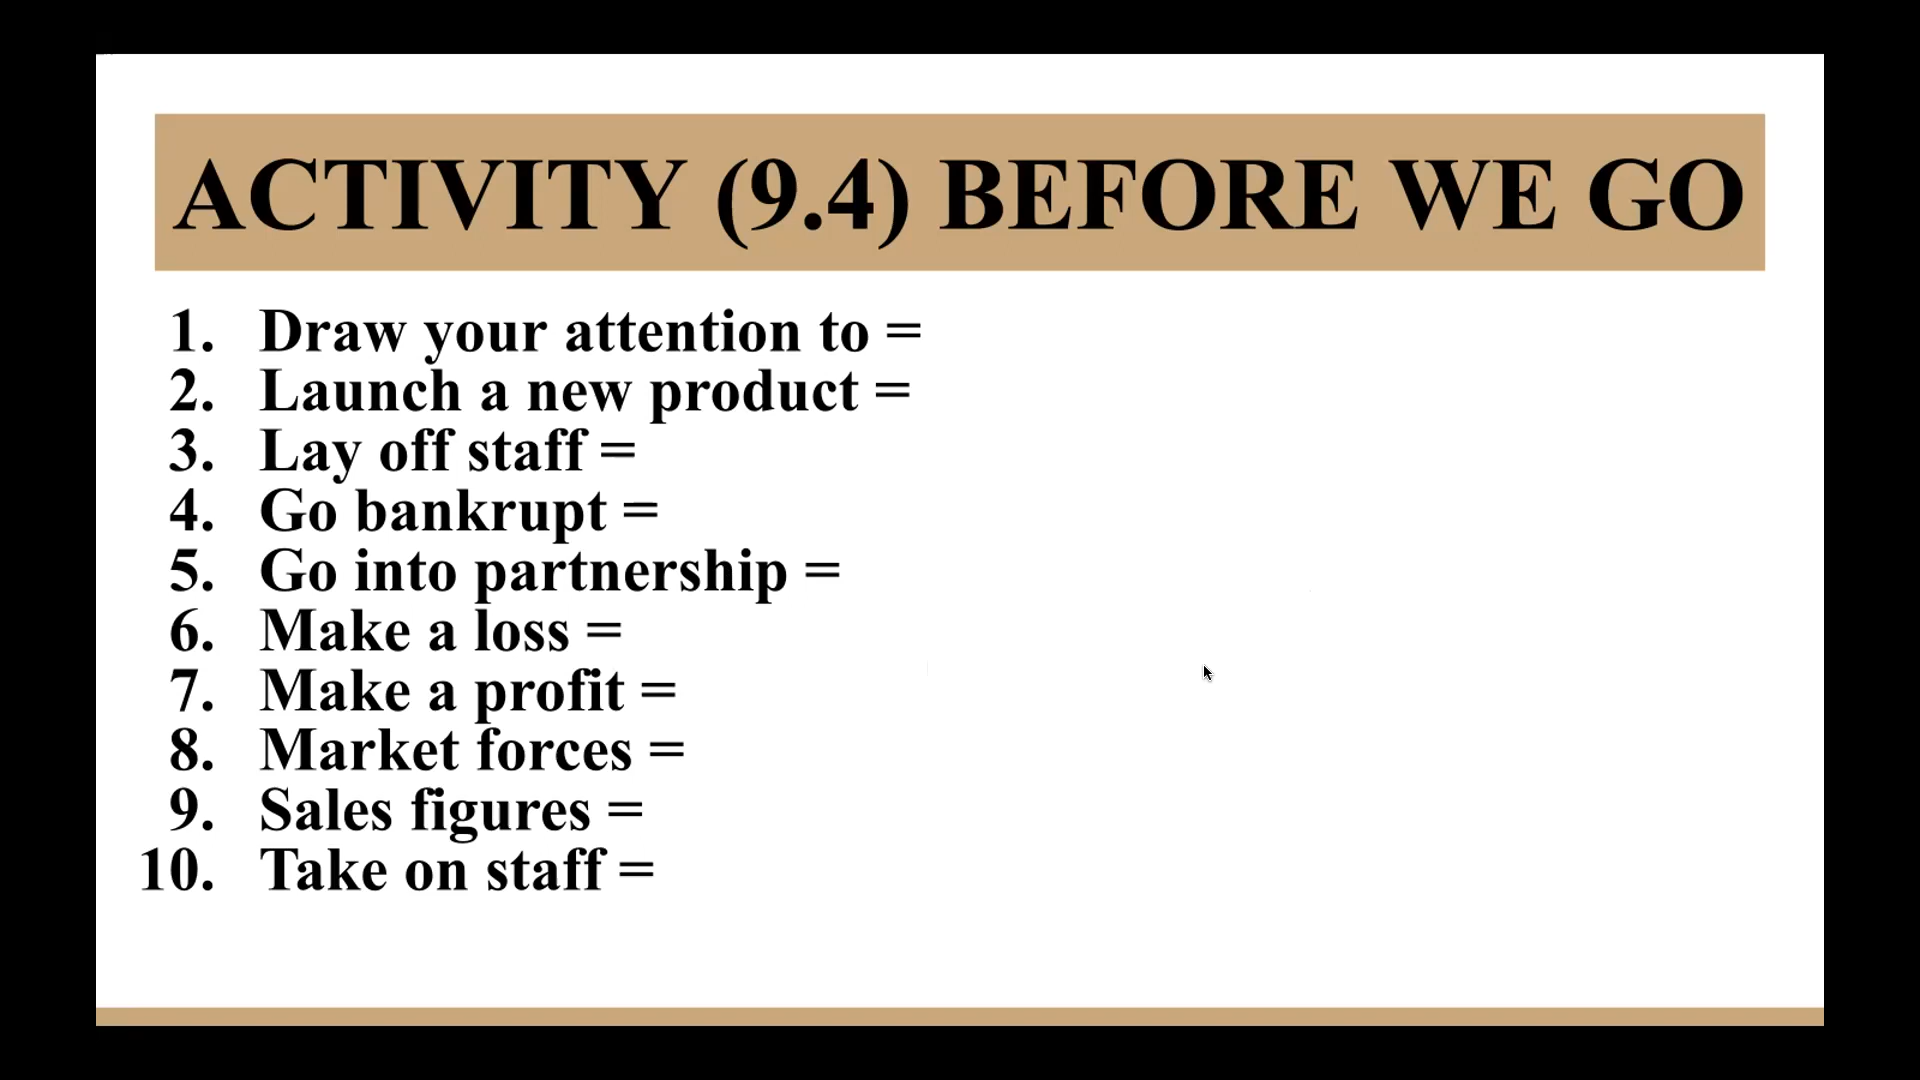 ACTIVITY (9.4) BEFORE WE GO
1. Draw your attention to =
2. Launch a new product =
3. Lay off staff =
4. Go bankrupt =
5. Go into partnership =
6. Make a loss =
7. Make a profit =
8. Market forces =
9. Sales figures =
10. Take on staff =